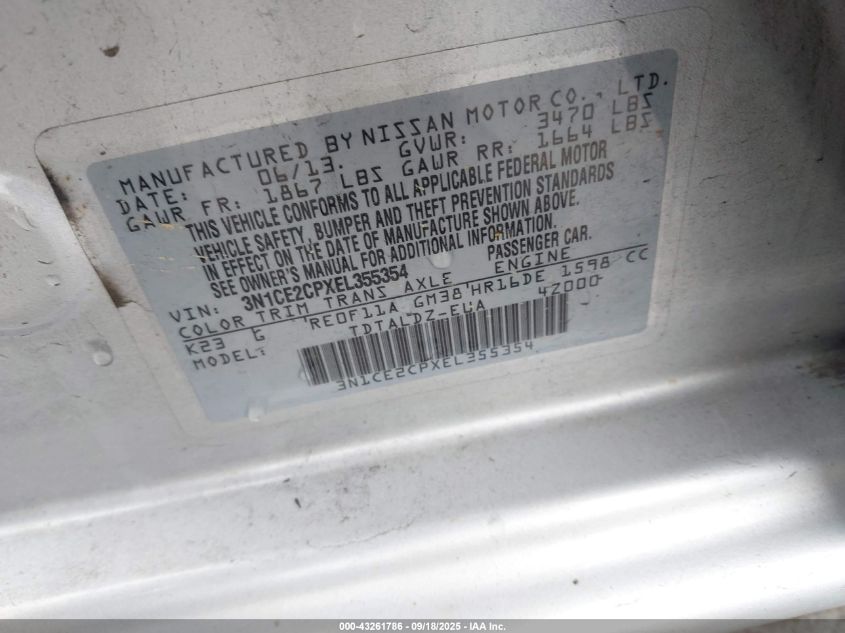 MANUFACTURED BY NISSAN MOTOR CO., LTD.
DATE: 06/13. GVWR: 3470 LBS
GAWR FR: 1867 LBS GAWR RR: 1664 LBS
THIS VEHICLE CONFORMS TO ALL APPLICABLE FEDERAL MOTOR
VEHICLE SAFETY, BUMPER AND THEFT PREVENTION STANDARDS
IN EFFECT ON THE DATE OF MANUFACTURE SHOWN ABOVE.
SEE OWNER'S MANUAL FOR ADDITIONAL INFORMATION.
VIN: 3N1CE2CPXEL355354 PASSENGER CAR.
COLOR TRIM TRANS AXLE ENGINE
K23 G RE0F11A GM38 HR16DE 1598 CC
MODEL: TDTALDZ-EUA 42000
3N1CE2CPXEL355354
000-43261786 - 09/18/2025 - IAA Inc.